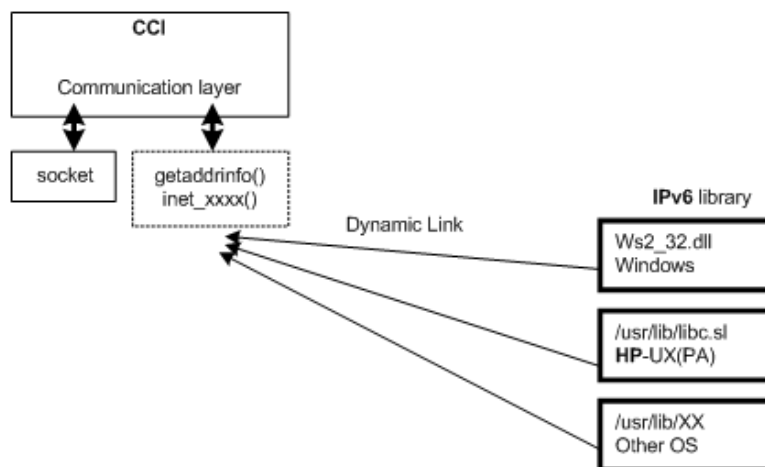 CCI
Communication layer
socket
getaddrinfo()
inet_xxxx()
Dynamic Link
IPv6 library
Ws2_32.dll
Windows
/usr/lib/libc.sl
HP-UX(PA)
/usr/lib/XX
Other OS